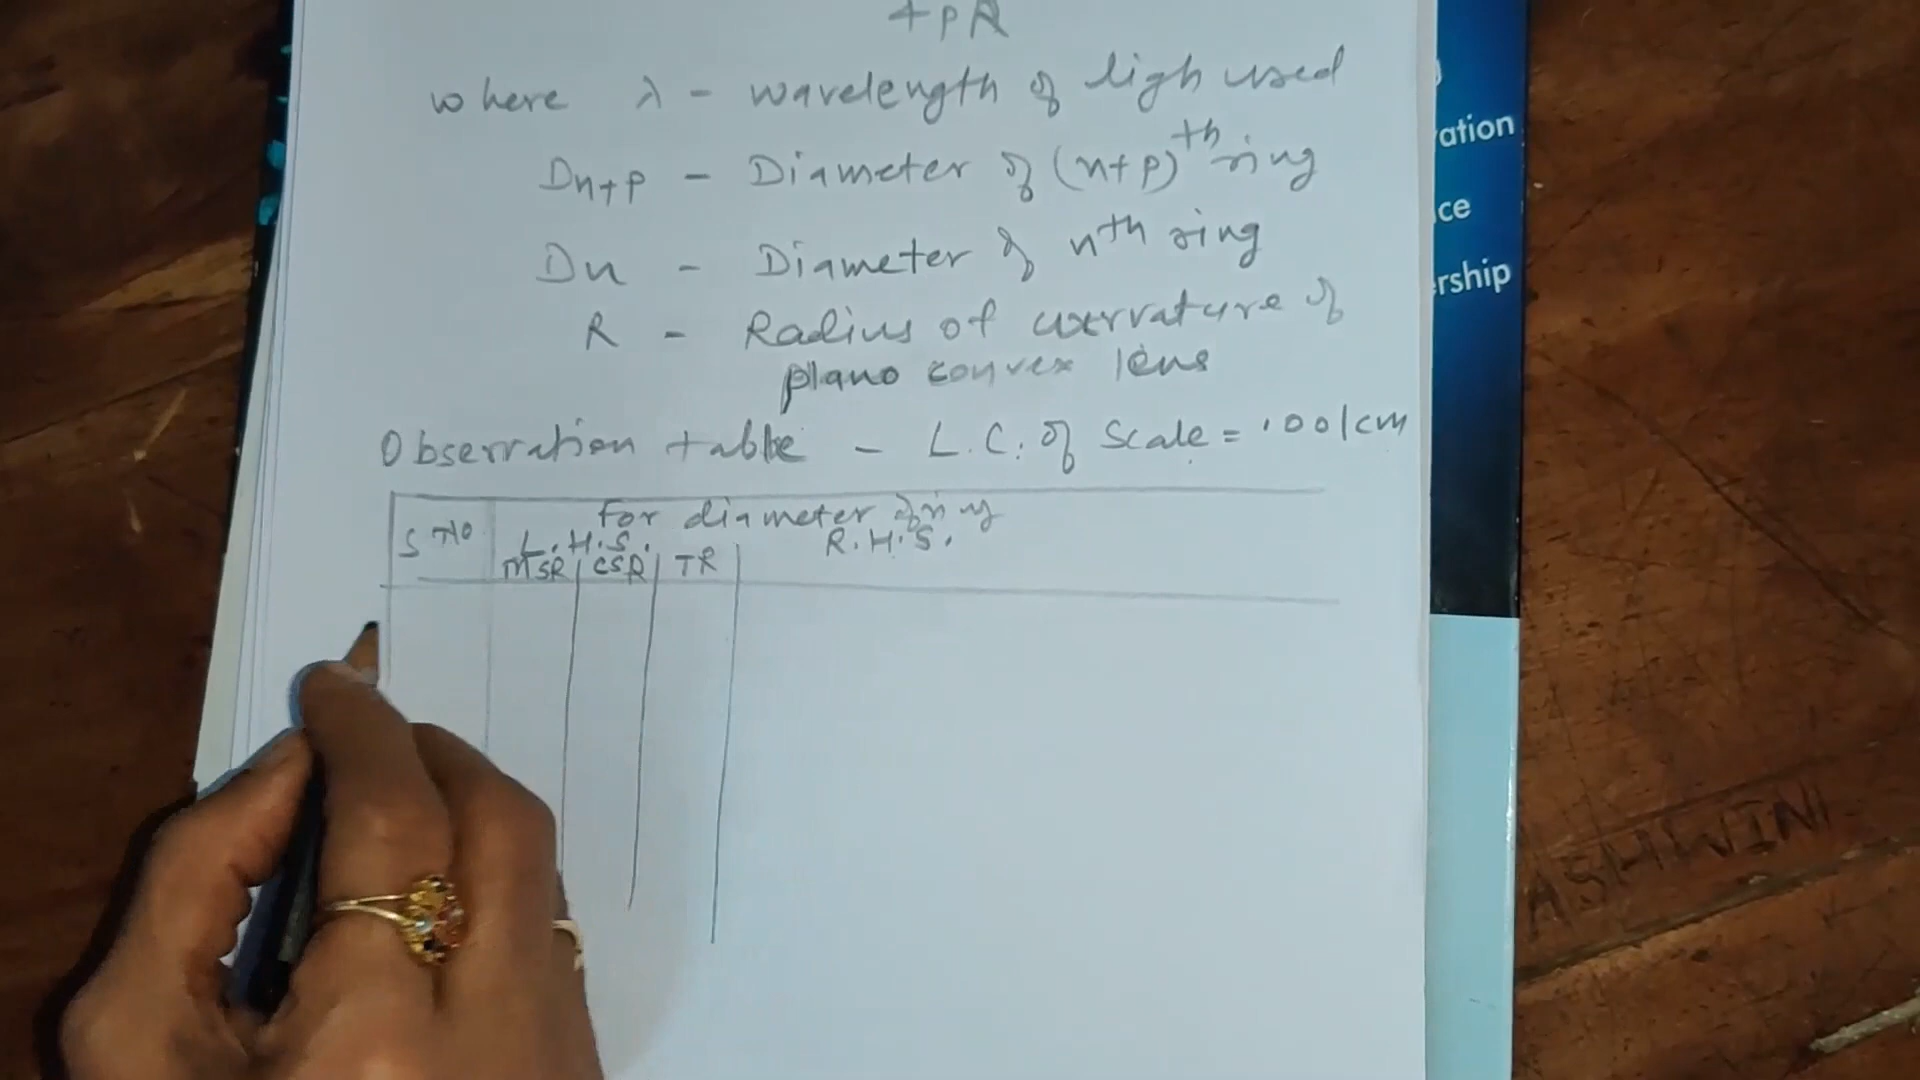 4pR
where λ - wavelength of ligh used
Dn+p - Diameter of (n+p)th ring
Dn - Diameter of nth ring
R - Radius of curvature of
plano convex lens
Observation table - L.C. of Scale = .001cm
S No
For diameter of ring
L.H.S. R.H.S.
MSR CSR TR
ation
ce
ership
ASHWINI